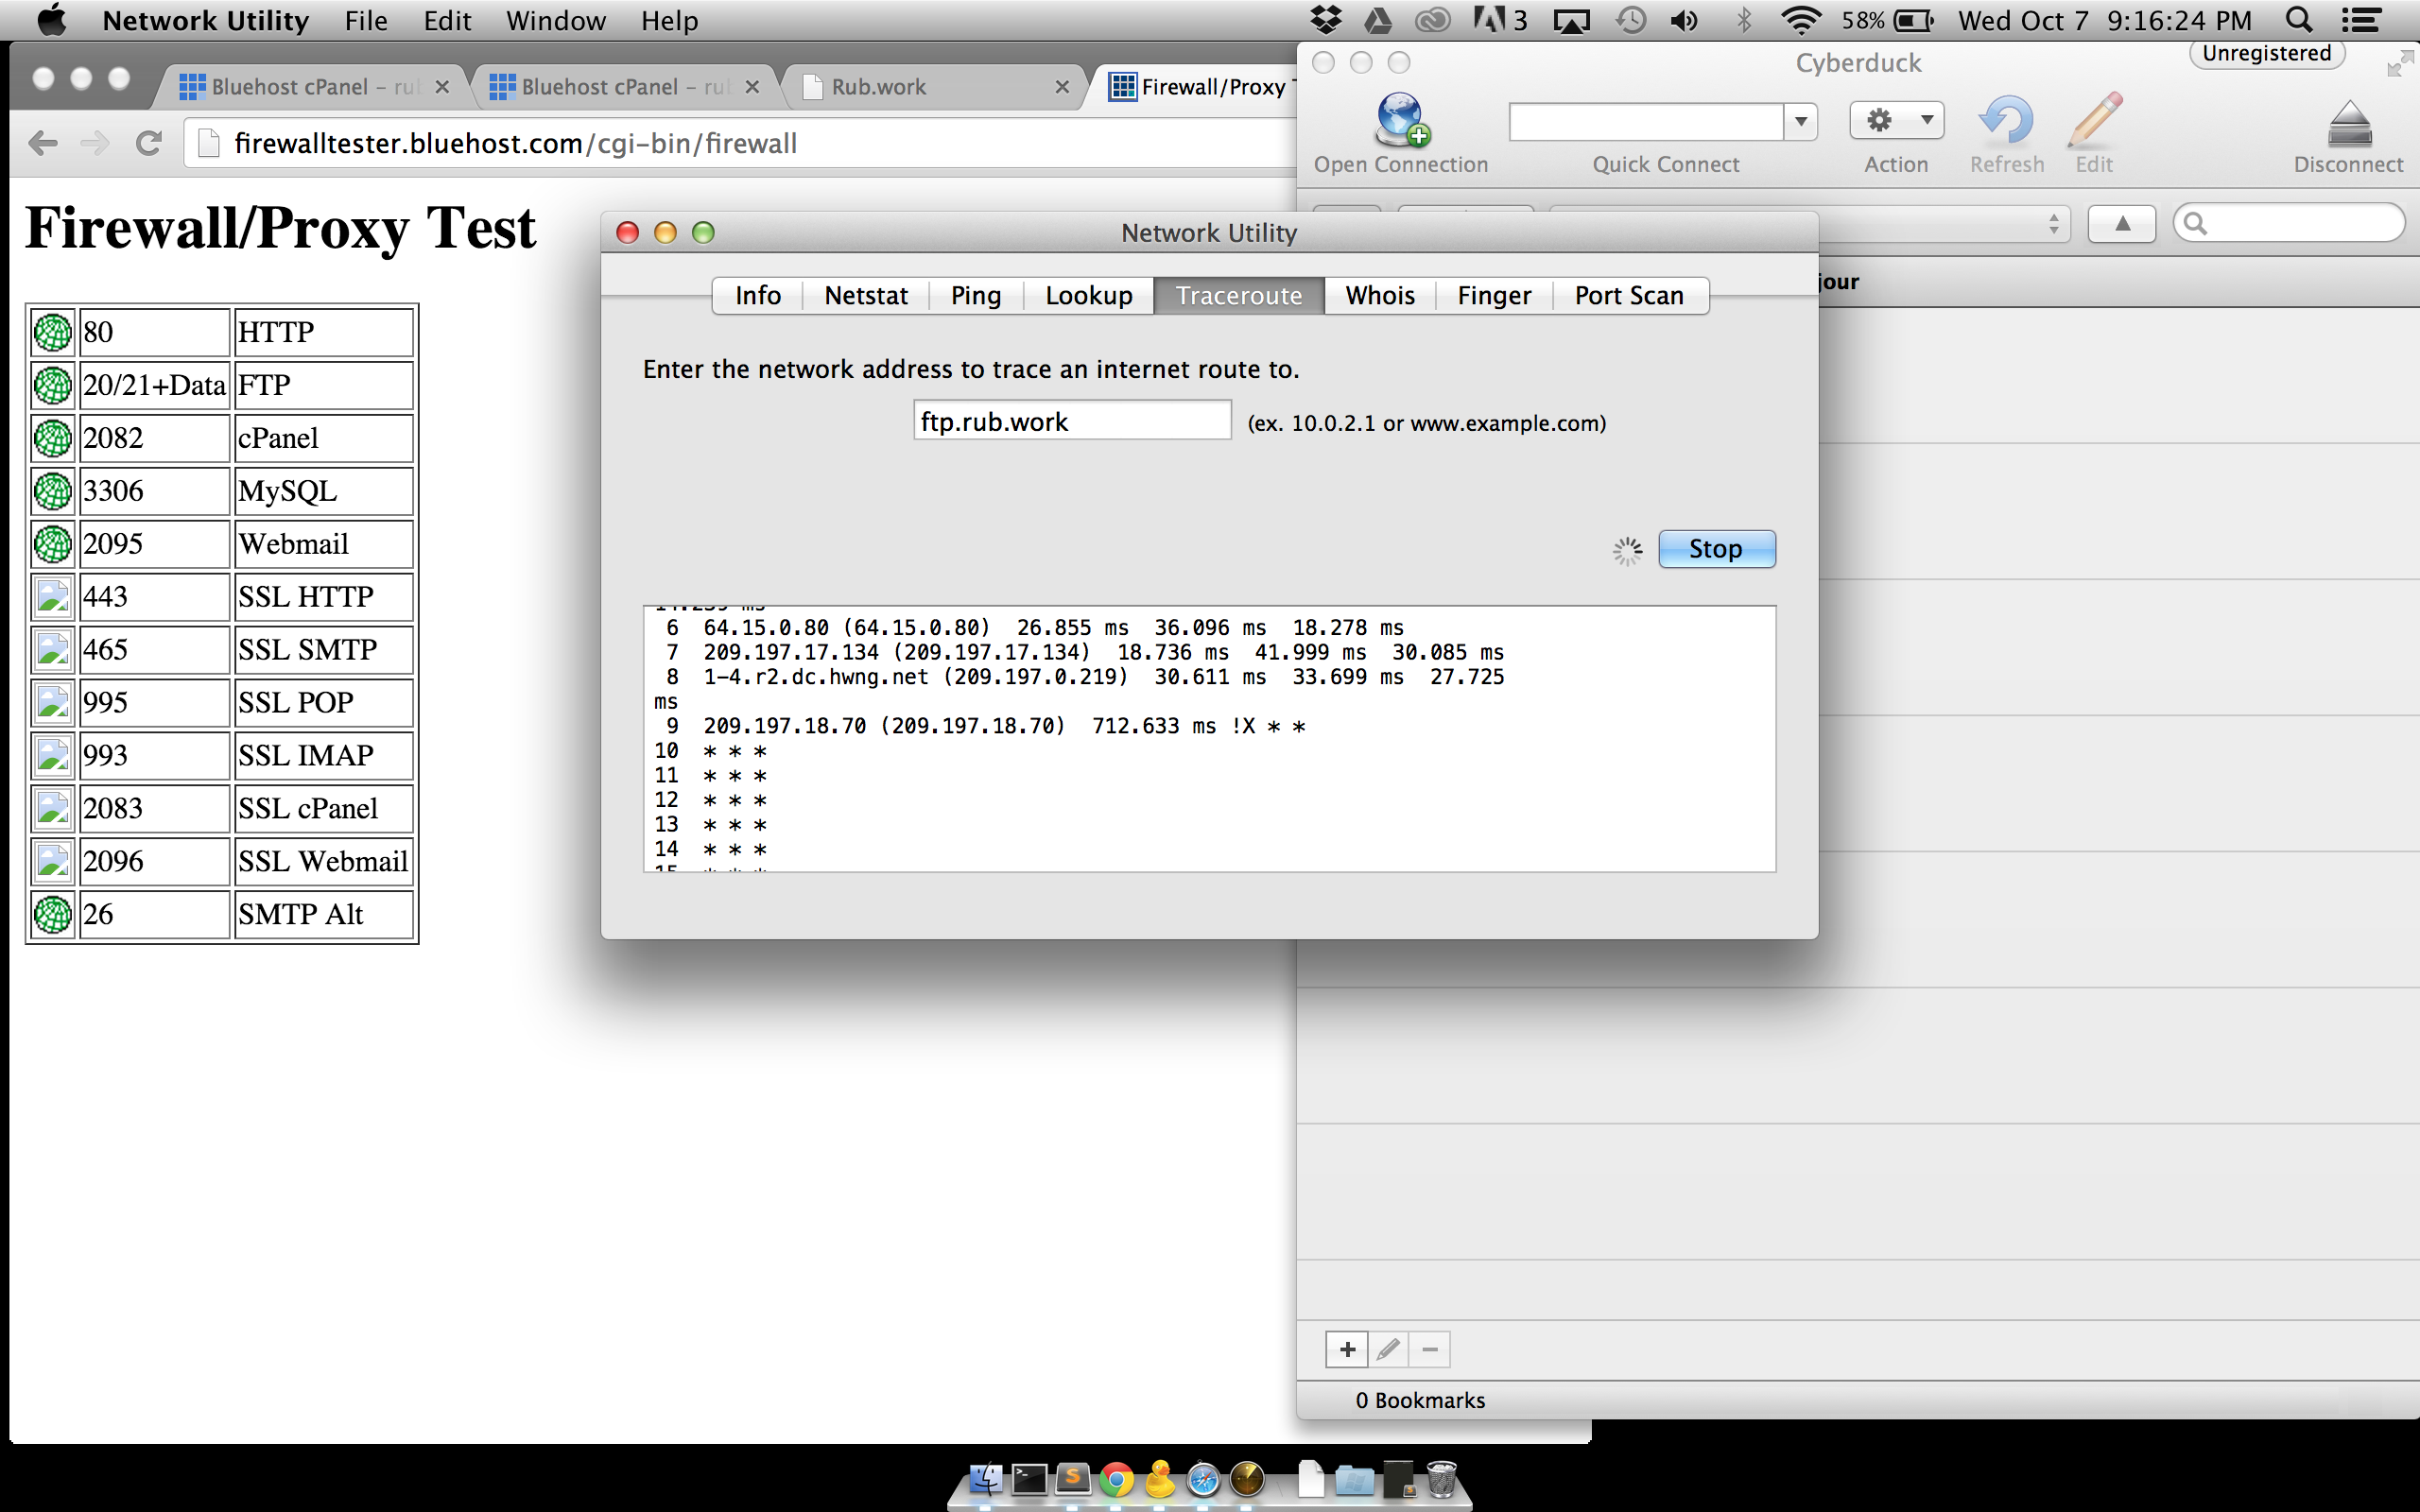 Network Utility File Edit Window Help 3 58% Wed Oct 7 9:16:24 PM
Bluehost cPanel – ru
Bluehost cPanel – ru
Rub.work
Firewall/Proxy
firewalltester.bluehost.com/cgi-bin/firewall
Firewall/Proxy Test
80 HTTP
20/21+Data FTP
2082 cPanel
3306 MySQL
2095 Webmail
443 SSL HTTP
465 SSL SMTP
995 SSL POP
993 SSL IMAP
2083 SSL cPanel
2096 SSL Webmail
26 SMTP Alt
Network Utility
Info Netstat Ping Lookup Traceroute Whois Finger Port Scan
Enter the network address to trace an internet route to.
ftp.rub.work (ex. 10.0.2.1 or www.example.com)
Stop
14.239 ms
6 64.15.0.80 (64.15.0.80) 26.855 ms 36.096 ms 18.278 ms
7 209.197.17.134 (209.197.17.134) 18.736 ms 41.999 ms 30.085 ms
8 1-4.r2.dc.hwng.net (209.197.0.219) 30.611 ms 33.699 ms 27.725
ms
9 209.197.18.70 (209.197.18.70) 712.633 ms !X * *
10 * * *
11 * * *
12 * * *
13 * * *
14 * * *
15 * * *
Cyberduck
Unregistered
Open Connection Quick Connect Action Refresh Edit Disconnect
jour
0 Bookmarks